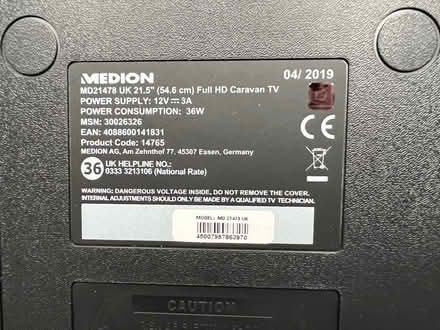 MEDION
04/ 2019
MD21478 UK 21.5" (54.6 cm) Full HD Caravan TV
POWER SUPPLY: 12V⎓3A
POWER CONSUMPTION: 36W
MSN: 30026326
EAN: 4088600141831
Product Code: 14765
MEDION AG, Am Zehnthof 77, 45307 Essen, Germany
CE
36 UK HELPLINE NO.:
0333 3213106 (National Rate)
WARNING: DANGEROUS VOLTAGE INSIDE, DO NOT REMOVE THIS COVER.
INTERNAL ADJUSTMENTS SHOULD ONLY BE MADE BY A QUALIFIED TV TECHNICIAN.
MODEL: MD 21478 UK
CAUTION